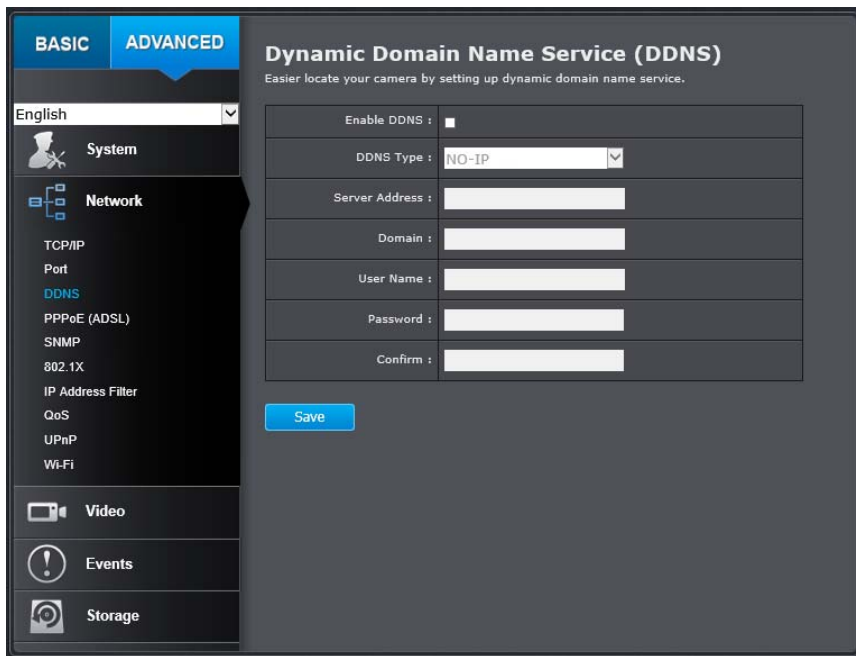 BASIC
ADVANCED
English
System
Network
TCP/IP
Port
DDNS
PPPoE (ADSL)
SNMP
802.1X
IP Address Filter
QoS
UPnP
Wi-Fi
Video
Events
Storage
Dynamic Domain Name Service (DDNS)
Easier locate your camera by setting up dynamic domain name service.
Enable DDNS :
DDNS Type : NO-IP
Server Address :
Domain :
User Name :
Password :
Confirm :
Save